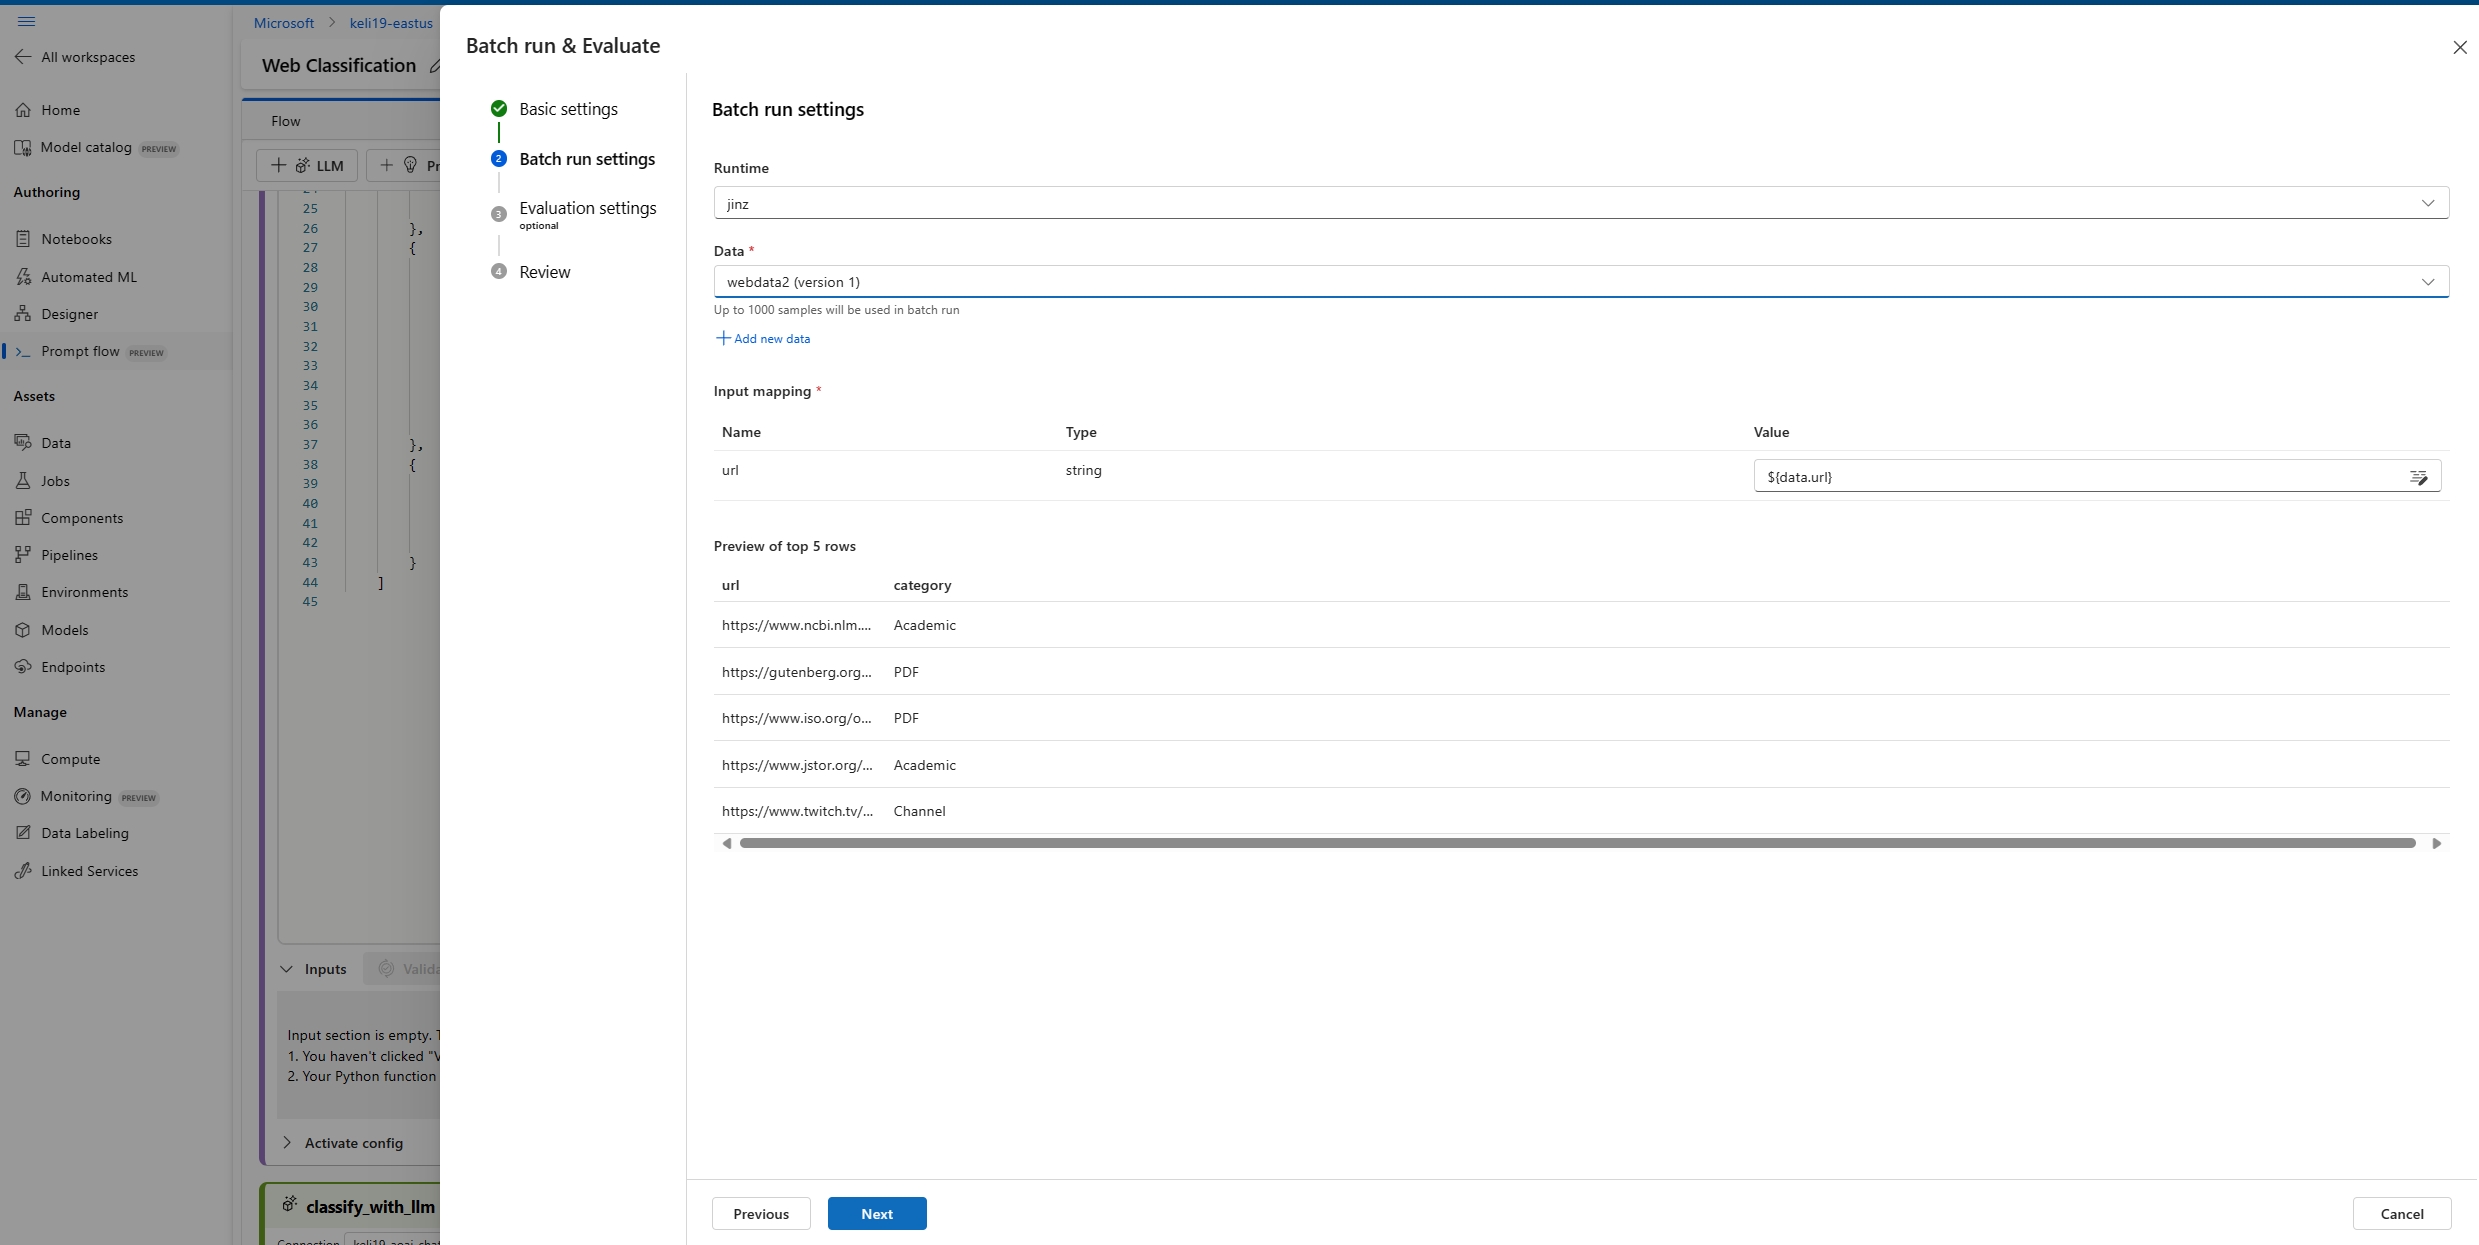 Microsoft > keli19-eastus
All workspaces
Home
Model catalog PREVIEW
Authoring
Notebooks
Automated ML
Designer
Prompt flow PREVIEW
Assets
Data
Jobs
Components
Pipelines
Environments
Models
Endpoints
Manage
Compute
Monitoring PREVIEW
Data Labeling
Linked Services
Web Classification
Flow
+ LLM
+ Pr
25
26 },
27 {
28
29
30
31
32
33
34
35
36
37 },
38 {
39
40
41
42
43 }
44 ]
45
Inputs
Valida
Input section is empty. T
1. You haven't clicked "V
2. Your Python function
Activate config
classify_with_llm
Connection keli19-aoai-chat
Batch run & Evaluate
Basic settings
2 Batch run settings
3 Evaluation settings
optional
4 Review
Batch run settings
Runtime
jinz
Data *
webdata2 (version 1)
Up to 1000 samples will be used in batch run
+ Add new data
Input mapping *
Name Type Value
url string ${data.url}
Preview of top 5 rows
url category
https://www.ncbi.nlm.... Academic
https://gutenberg.org... PDF
https://www.iso.org/o... PDF
https://www.jstor.org/... Academic
https://www.twitch.tv/... Channel
Previous Next Cancel